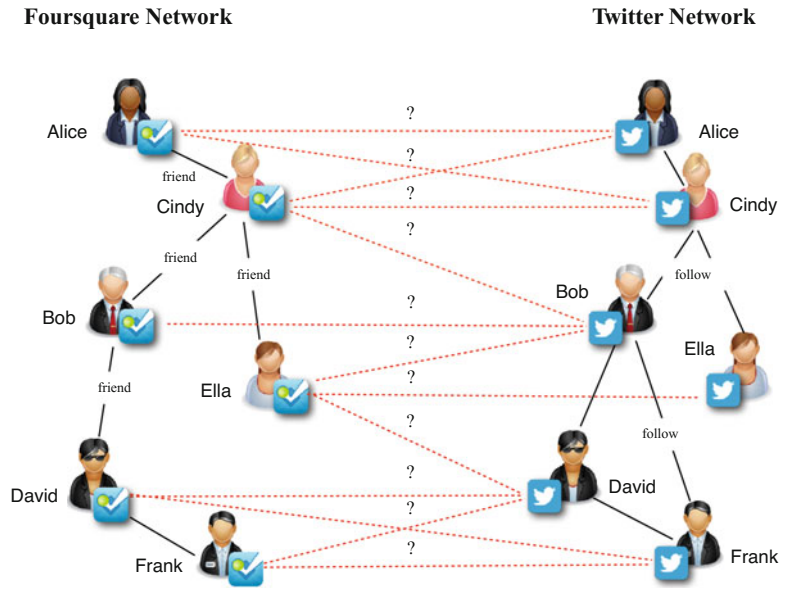 Foursquare Network
Twitter Network
?
Alice
Alice
?
friend
?
Cindy
Cindy
?
friend
friend
follow
Bob
?
Bob
?
Ella
?
friend
Ella
?
follow
?
David
David
?
?
Frank
Frank